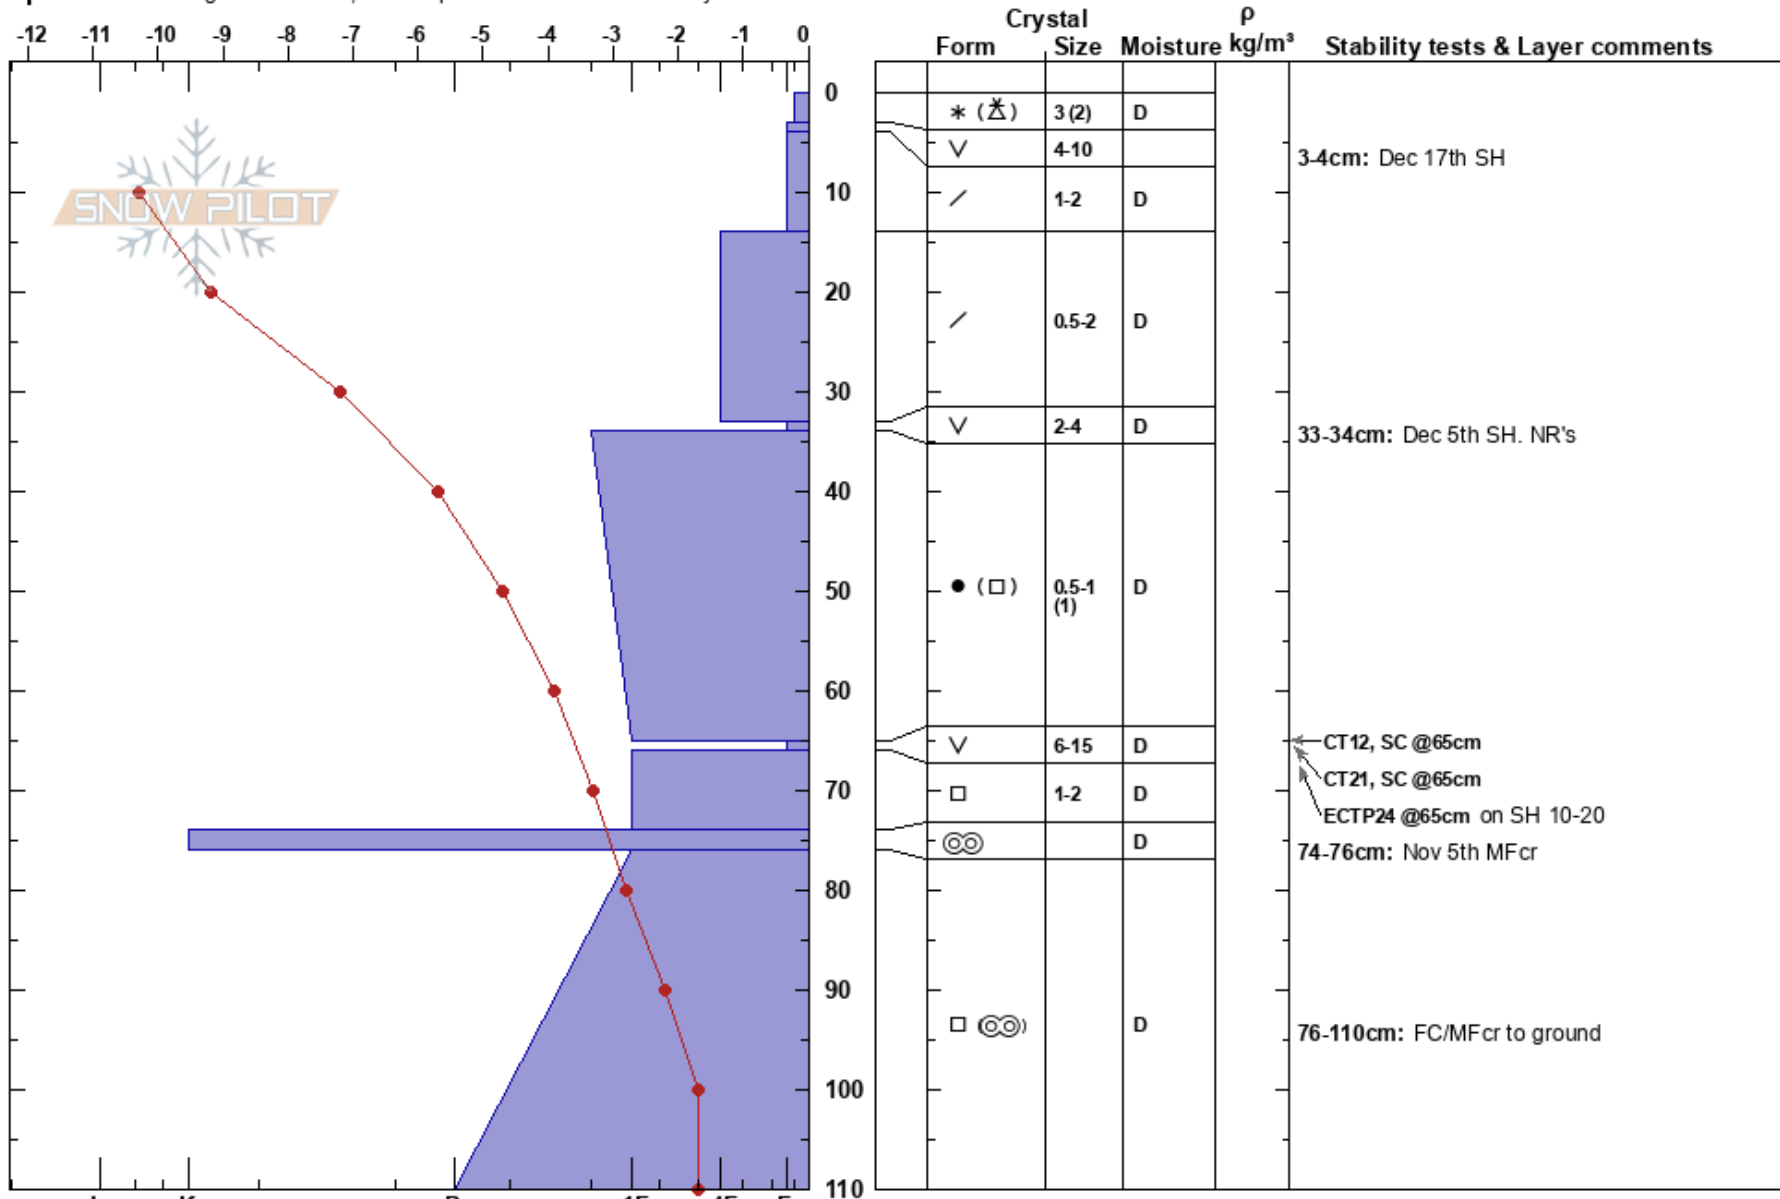 Crystal ρ
Form Size Moisture kg/m³ Stability tests & Layer comments
-12 -11 -10 -9 -8 -7 -6 -5 -4 -3 -2 -1 0
0
3 (2) D
4-10
3-4cm: Dec 17th SH
SNOW PILOT
10
1-2 D
20
0.5-2 D
30
2-4 D
33-34cm: Dec 5th SH. NR's
40
50
0.5-1 D
(1)
60
6-15 D
CT12, SC @65cm
CT21, SC @65cm
70
1-2 D
ECTP24 @65cm on SH 10-20
D
74-76cm: Nov 5th MFcr
80
90
D
76-110cm: FC/MFcr to ground
100
110